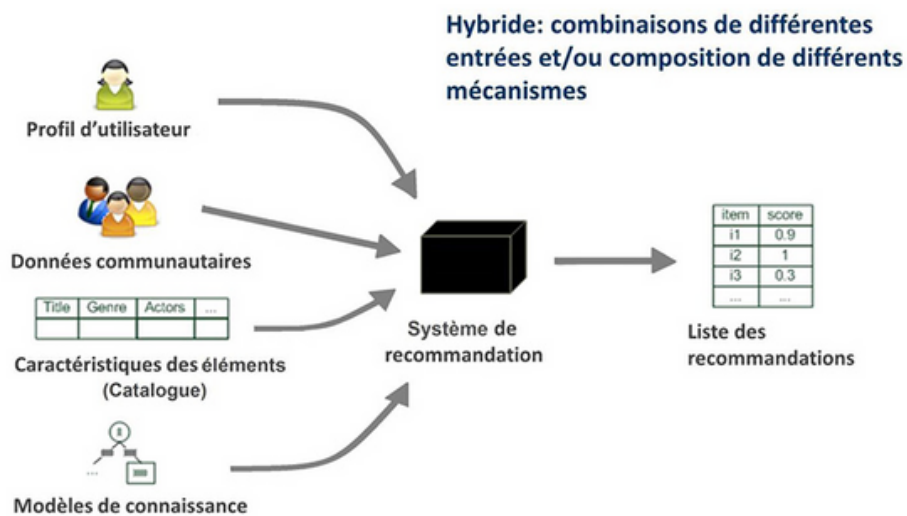 Hybride: combinaisons de différentes
entrées et/ou composition de différents
mécanismes
Profil d'utilisateur
Données communautaires
Title Genre Actors ...
Caractéristiques des éléments
(Catalogue)
...
Modèles de connaissance
Système de
recommandation
item score
i1 0.9
i2 1
i3 0.3
... ...
Liste des
recommandations